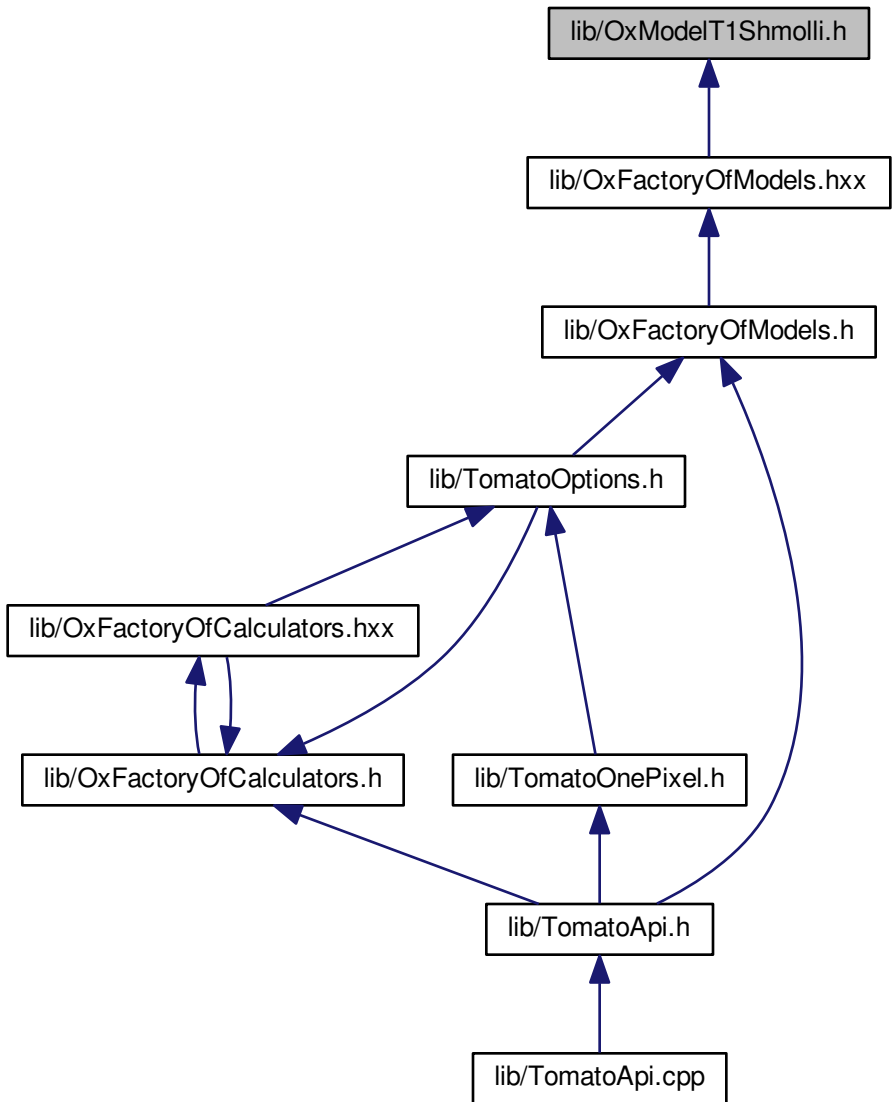 lib/OxModelT1Shmolli.h
lib/OxFactoryOfModels.hxx
lib/OxFactoryOfModels.h
lib/TomatoOptions.h
lib/OxFactoryOfCalculators.hxx
lib/OxFactoryOfCalculators.h
lib/TomatoOnePixel.h
lib/TomatoApi.h
lib/TomatoApi.cpp